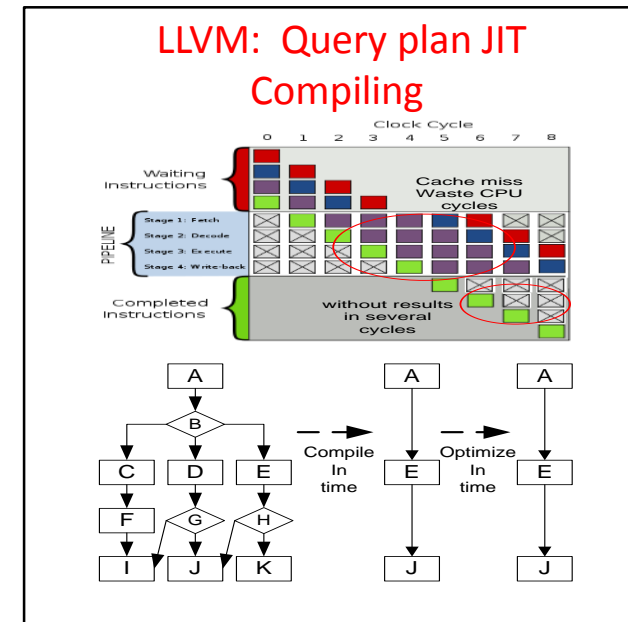 LLVM: Query plan JIT
Compiling
Clock Cycle
0 1 2 3 4 5 6 7 8
Waiting
Instructions
Cache miss
Waste CPU
cycles
PIPELINE
Stage 1: Fetch
Stage 2: Decode
Stage 3: Execute
Stage 4: Write-back
Completed
Instructions
without results
in several
cycles
A A A
B
Compile
In
time
Optimize
In
time
C D E E E
F G H
I J K J J